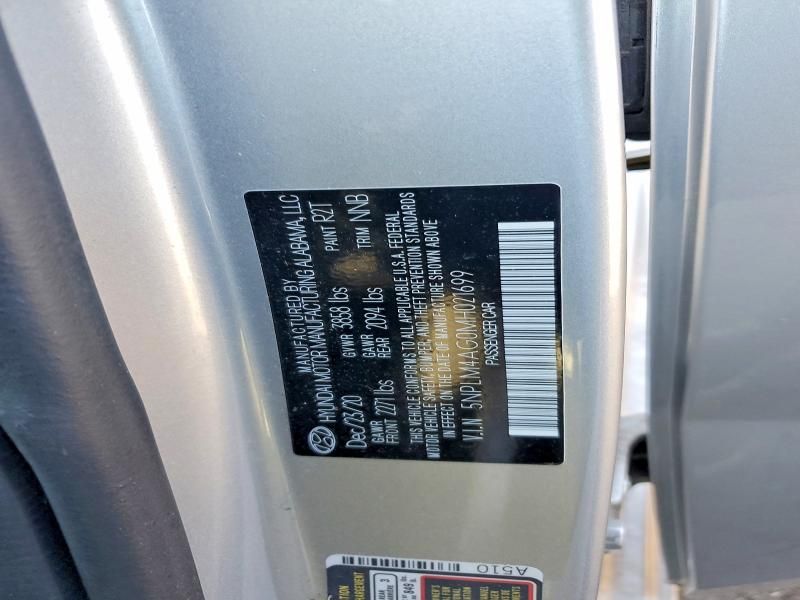 MANUFACTURED BY
HYUNDAI MOTOR MANUFACTURING ALABAMA, LLC
Dec/23/20 GVWR 3858 lbs PAINT R2T
GAWR FRONT 2271 lbs GAWR REAR 2094 lbs TRIM NNB
THIS VEHICLE CONFORMS TO ALL APPLICABLE U.S.A. FEDERAL
MOTOR VEHICLE SAFETY, BUMPER, AND THEFT PREVENTION STANDARDS
IN EFFECT ON THE DATE OF MANUFACTURE SHOWN ABOVE
V.I.N 5NPLM4AG0MH021699
PASSENGER CAR
A510
3
849